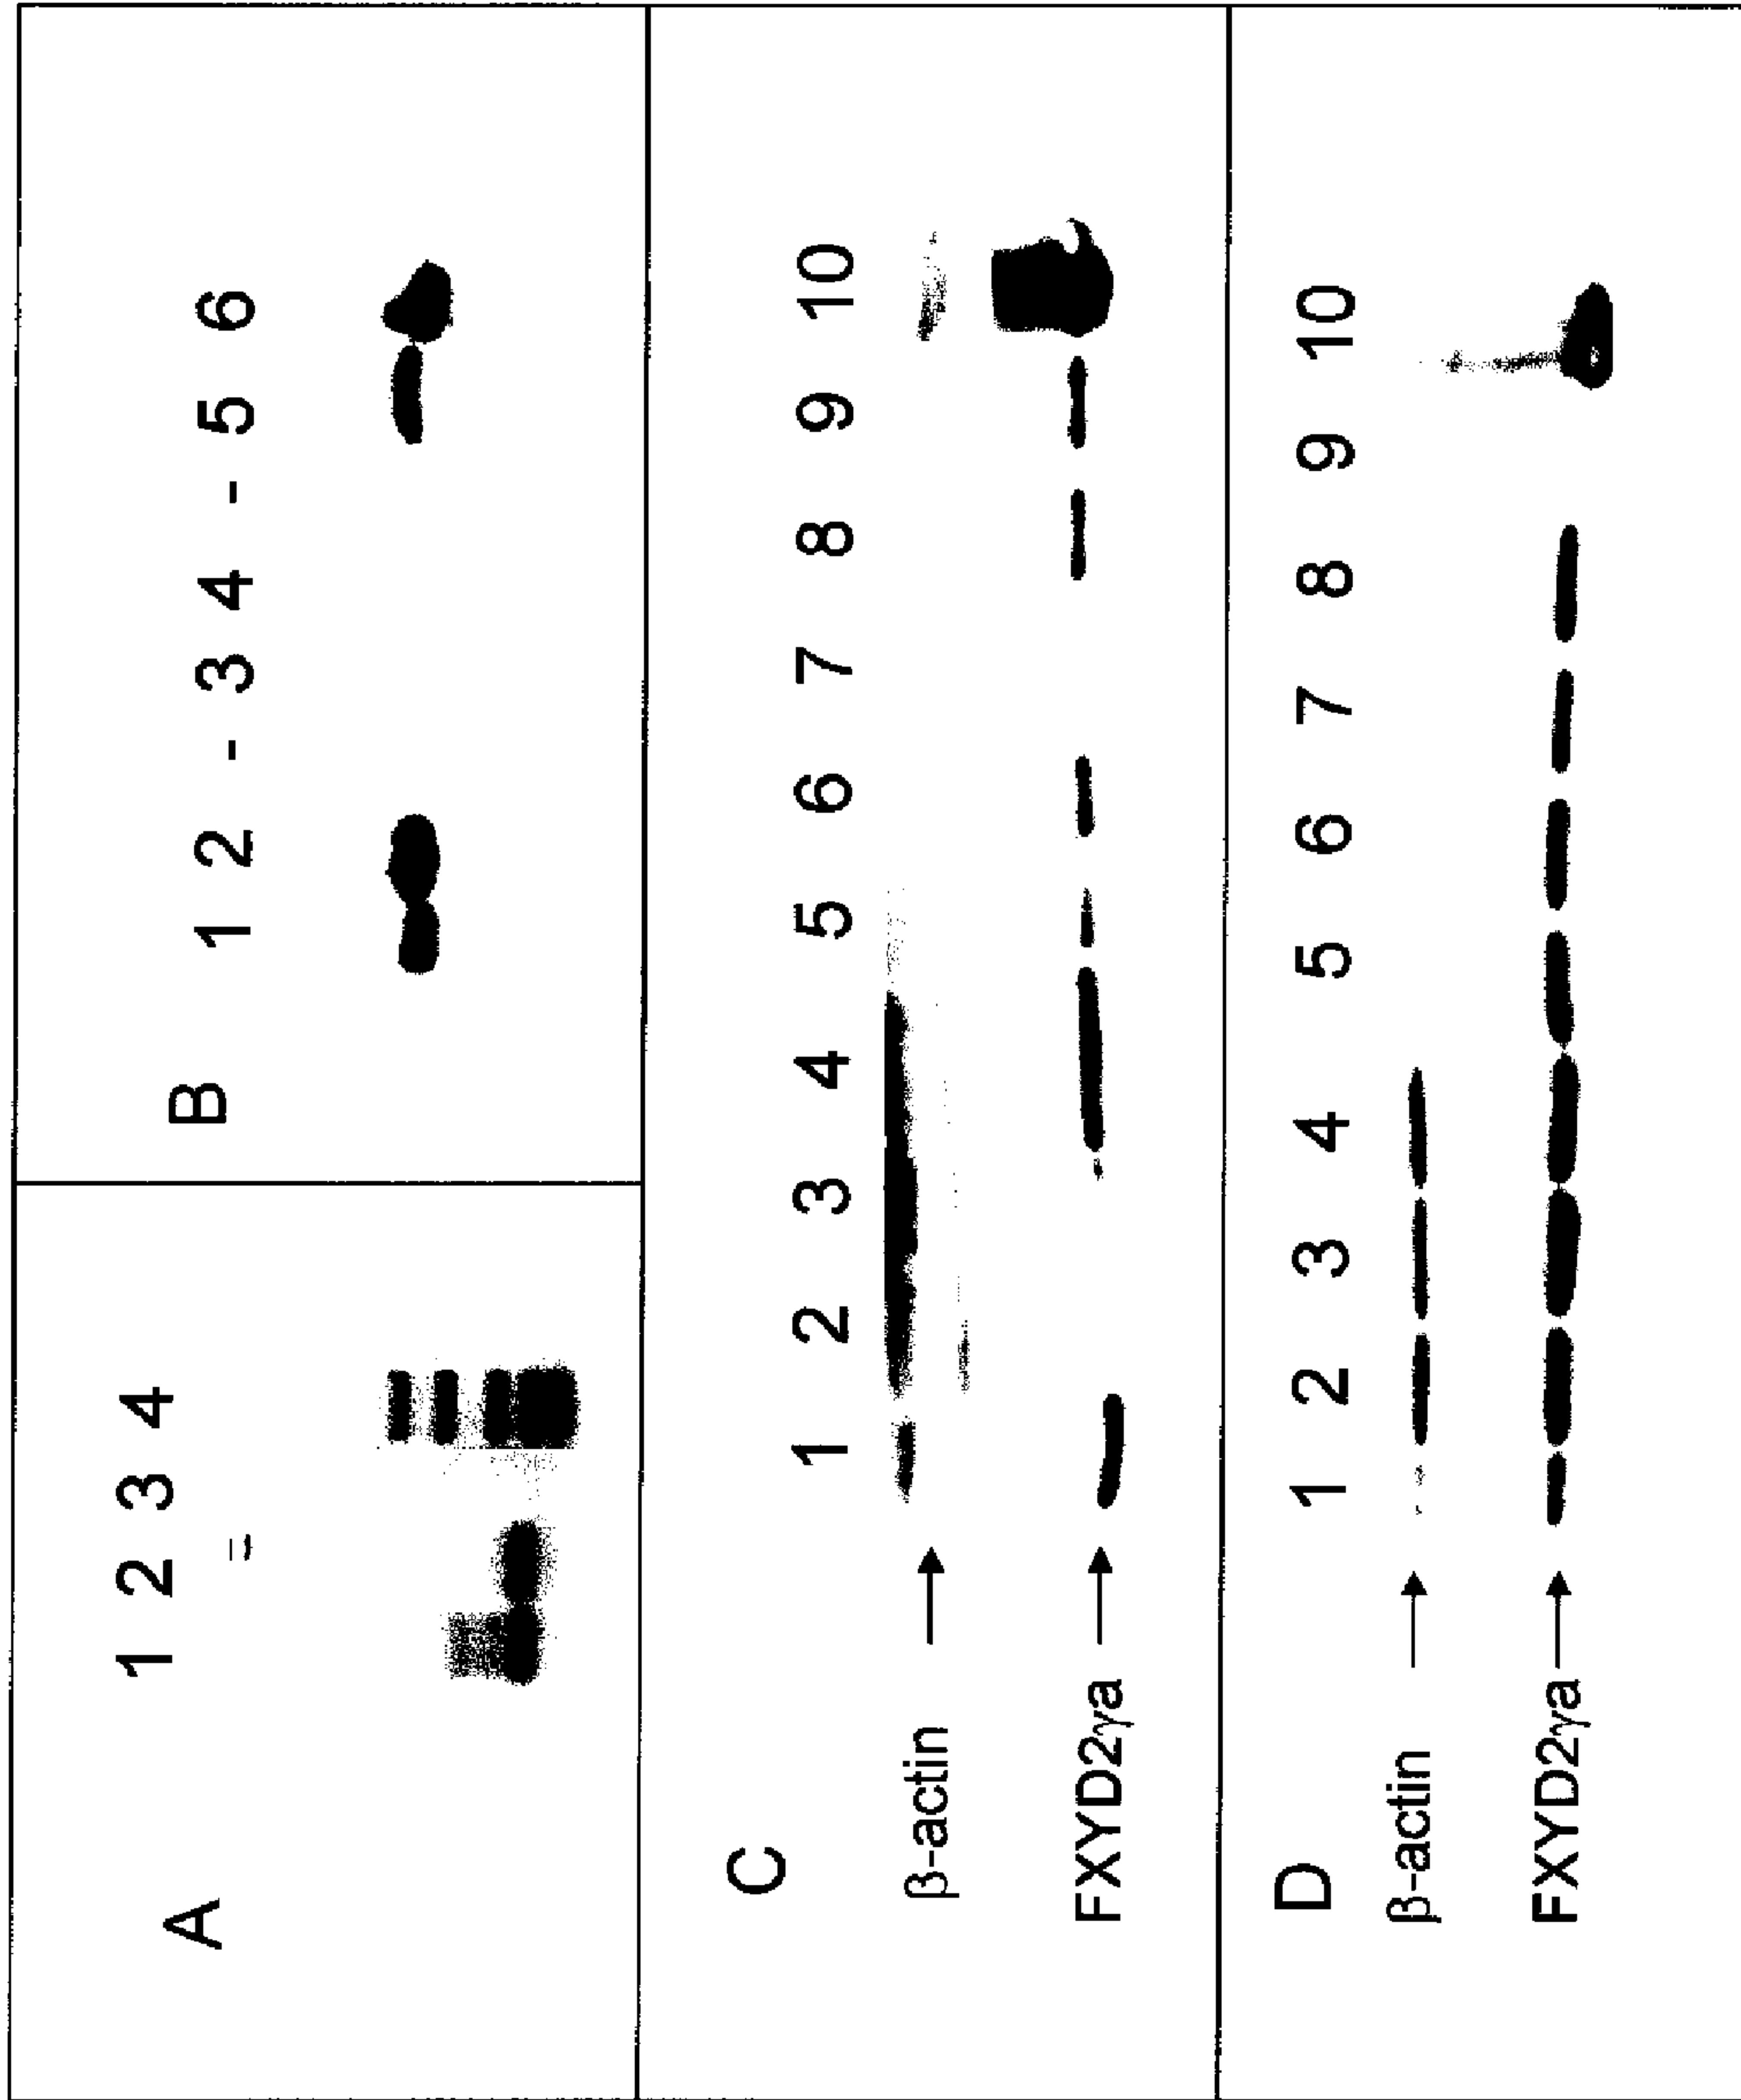 A
1 2 3 4
B
1 2 - 3 4 - 5 6
C
1 2 3 4 5 6 7 8 9 10
β-actin
FXYD2γa
D
1 2 3 4 5 6 7 8 9 10
β-actin
FXYD2γa